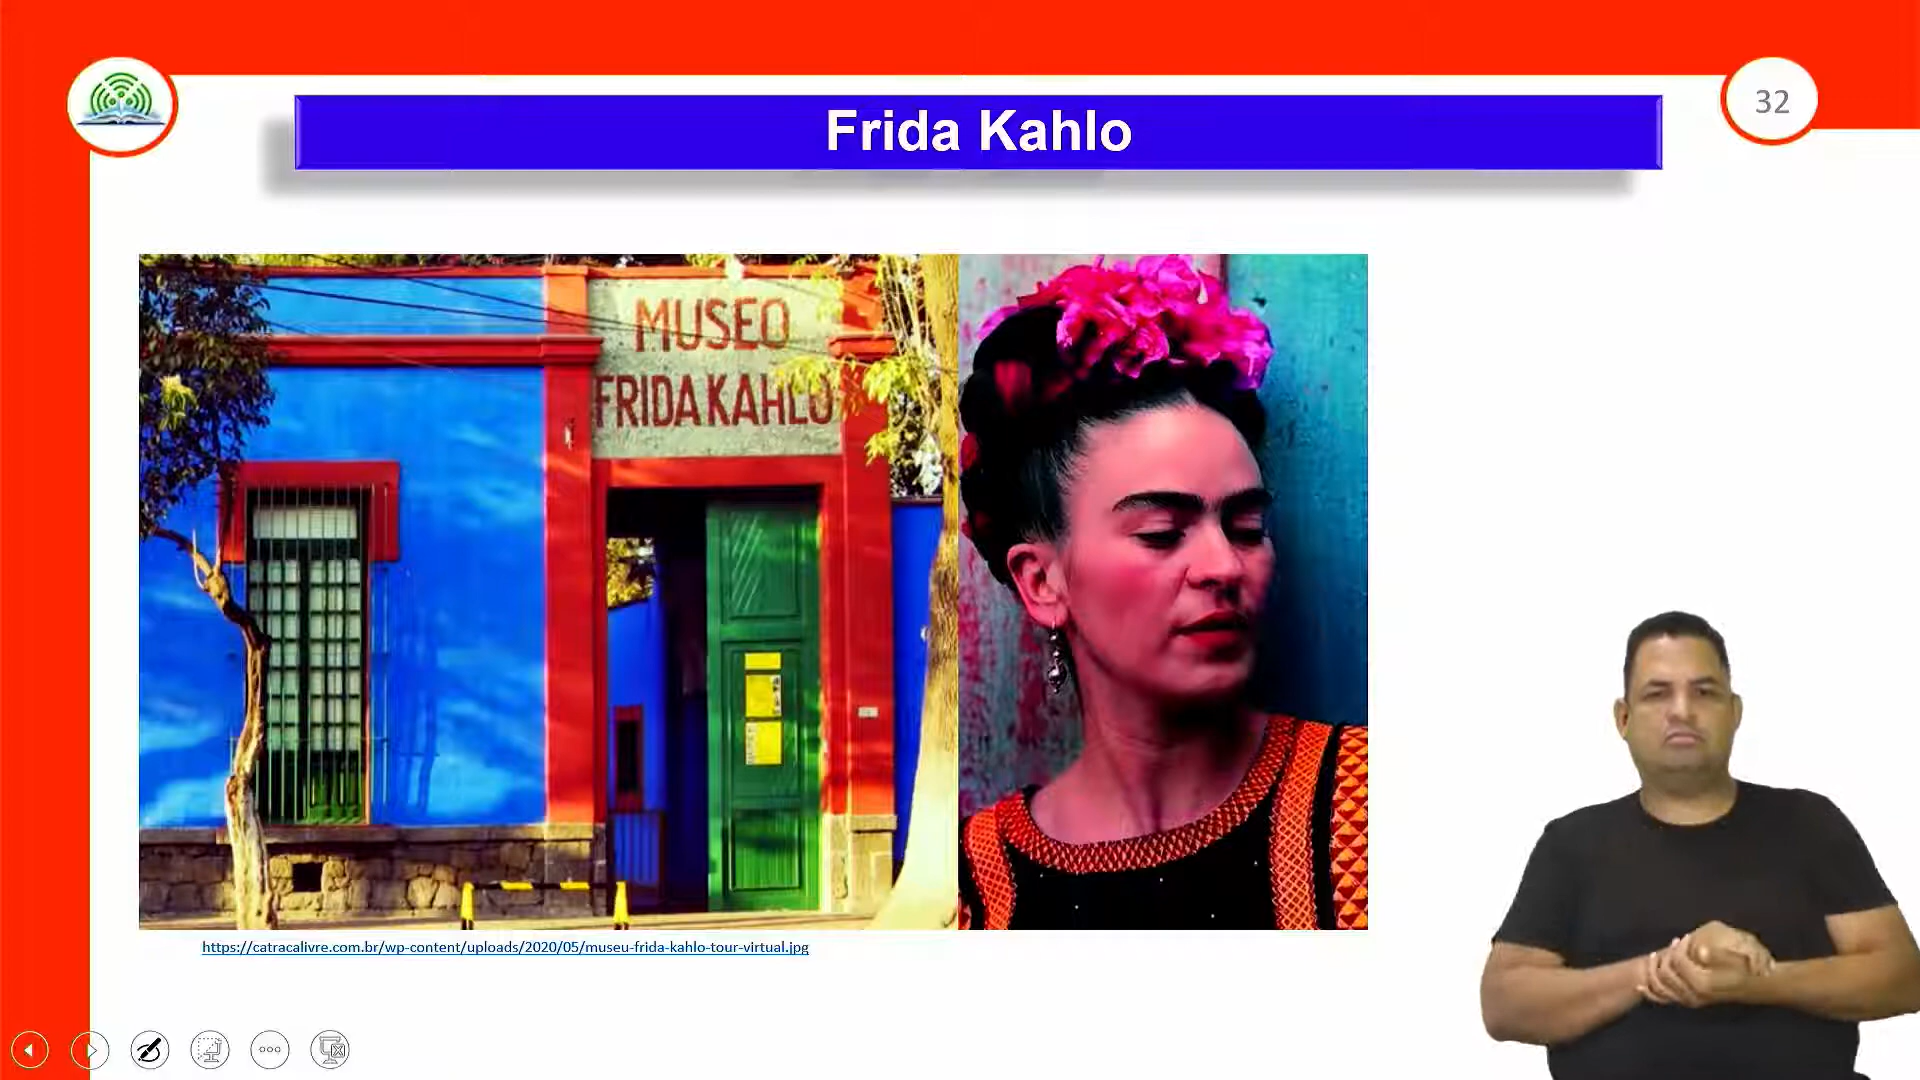 Frida Kahlo
32
MUSEO
FRIDA KAHLO
https://catracalivre.com.br/wp-content/uploads/2020/05/museu-frida-kahlo-tour-virtual.jpg